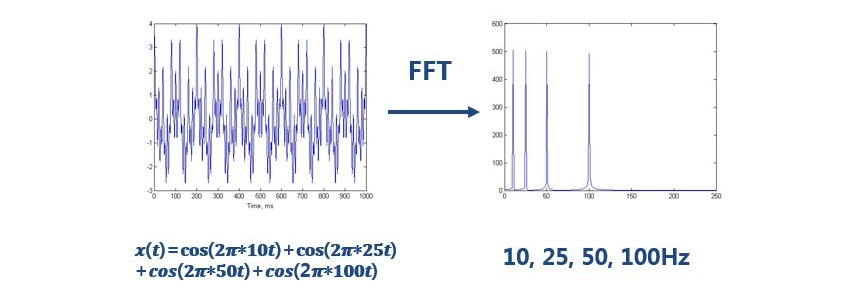 4
3
2
1
0
-1
-2
-3
0 100 200 300 400 500 600 700 800 900 1000
Time, ms
FFT
600
500
400
300
200
100
0
0 50 100 150 200 250
x(t)=cos(2π*10t)+cos(2π*25t)
+cos(2π*50t)+cos(2π*100t)
10, 25, 50, 100Hz